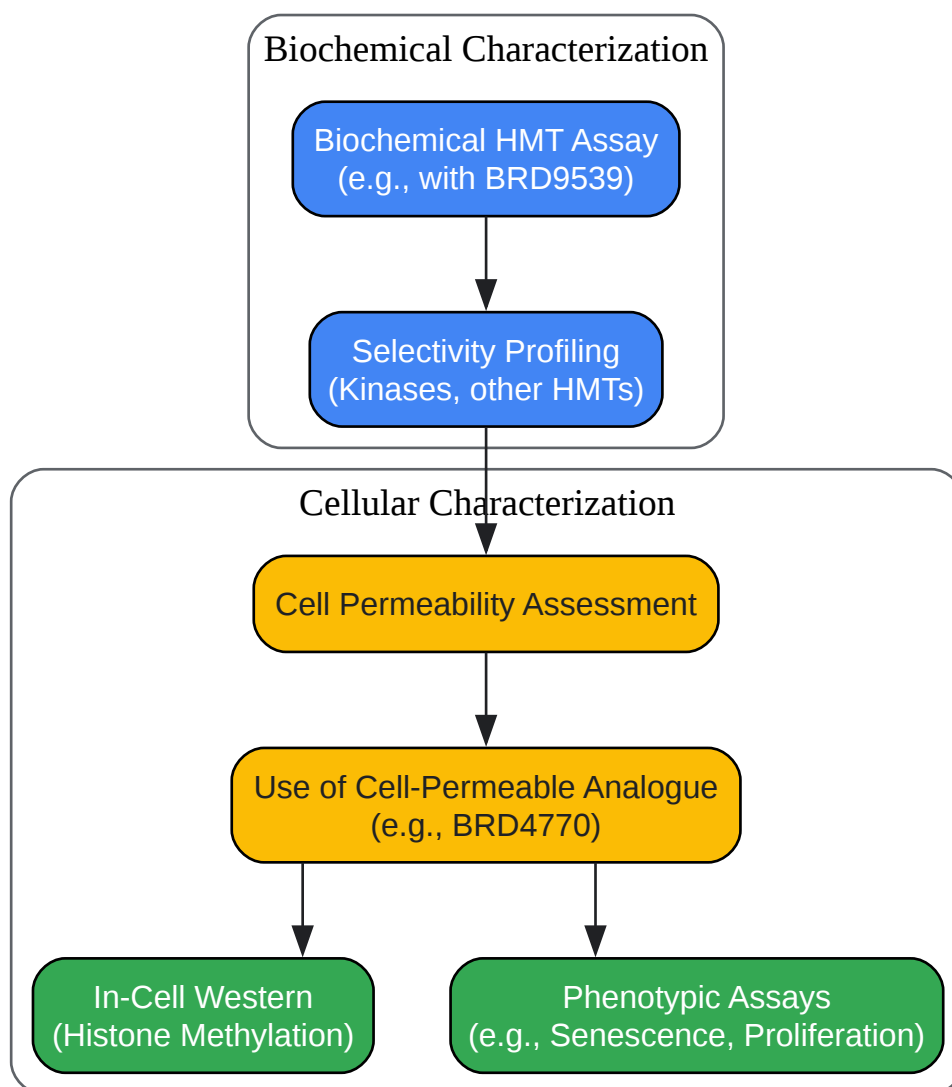 Biochemical Characterization
Biochemical HMT Assay
(e.g., with BRD9539)
Selectivity Profiling
(Kinases, other HMTs)
Cellular Characterization
Cell Permeability Assessment
Use of Cell-Permeable Analogue
(e.g., BRD4770)
In-Cell Western
(Histone Methylation)
Phenotypic Assays
(e.g., Senescence, Proliferation)